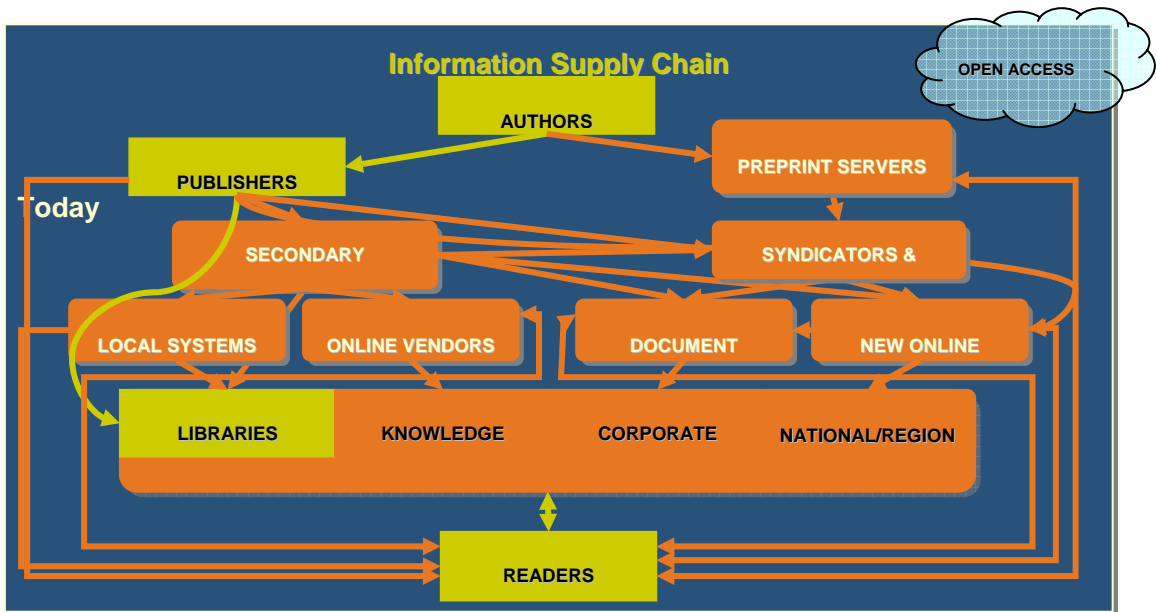 Information Supply Chain
OPEN ACCESS
AUTHORS
PREPRINT SERVERS
PUBLISHERS
Today
SECONDARY
SYNDICATORS &
LOCAL SYSTEMS
ONLINE VENDORS
DOCUMENT
NEW ONLINE
LIBRARIES
KNOWLEDGE
CORPORATE
NATIONAL/REGION
READERS